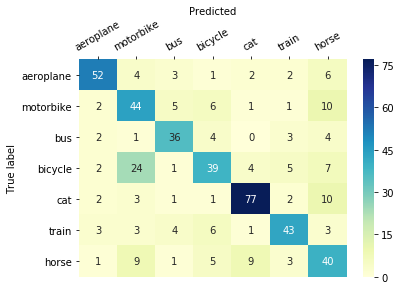 Predicted
aeroplane motorbike bus bicycle cat train horse
True label
aeroplane 52 4 3 1 2 2 6
motorbike 2 44 5 6 1 1 10
bus 2 1 36 4 0 3 4
bicycle 2 24 1 39 4 5 7
cat 2 3 1 1 77 2 10
train 3 3 4 6 1 43 3
horse 1 9 1 5 9 3 40
75
60
45
30
15
0